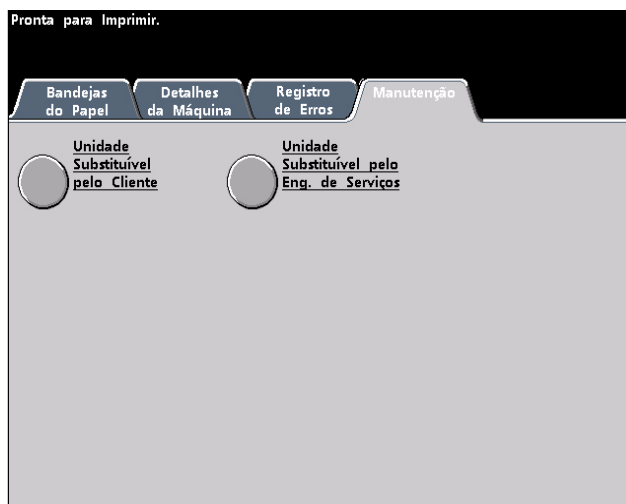 Pronta para Imprimir.
Bandejas
do Papel
Detalhes
da Máquina
Registro
de Erros
Manutenção
Unidade
Substituível
pelo Cliente
Unidade
Substituível pelo
Eng. de Serviços